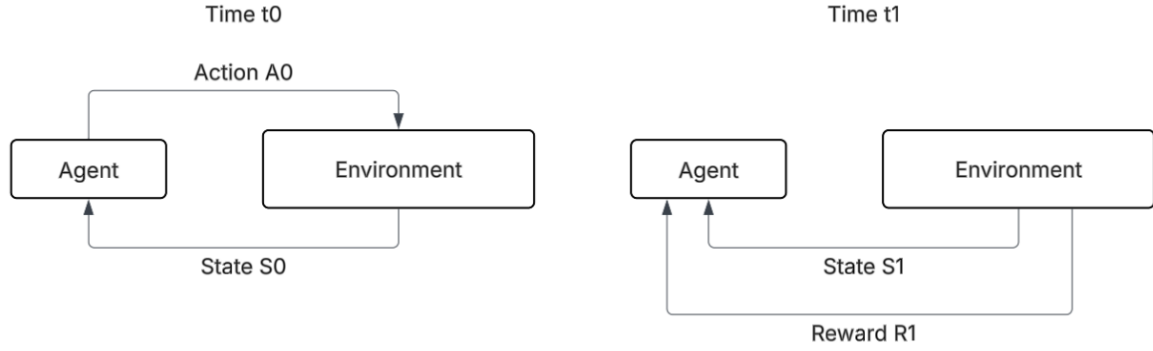 Time t0
Action A0
Agent
Environment
State S0
Time t1
Agent
Environment
State S1
Reward R1